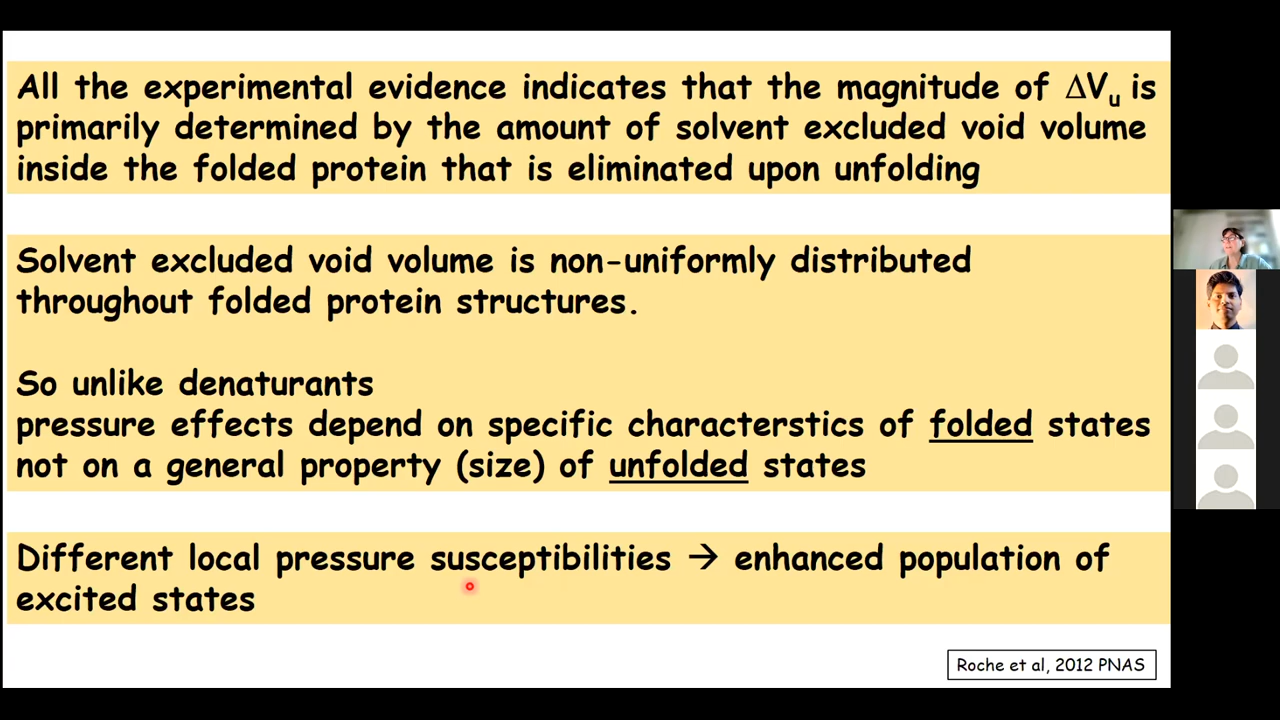 All the experimental evidence indicates that the magnitude of ΔVu is
primarily determined by the amount of solvent excluded void volume
inside the folded protein that is eliminated upon unfolding
Solvent excluded void volume is non-uniformly distributed
throughout folded protein structures.
So unlike denaturants
pressure effects depend on specific characterstics of folded states
not on a general property (size) of unfolded states
Different local pressure susceptibilities → enhanced population of
excited states
Roche et al, 2012 PNAS